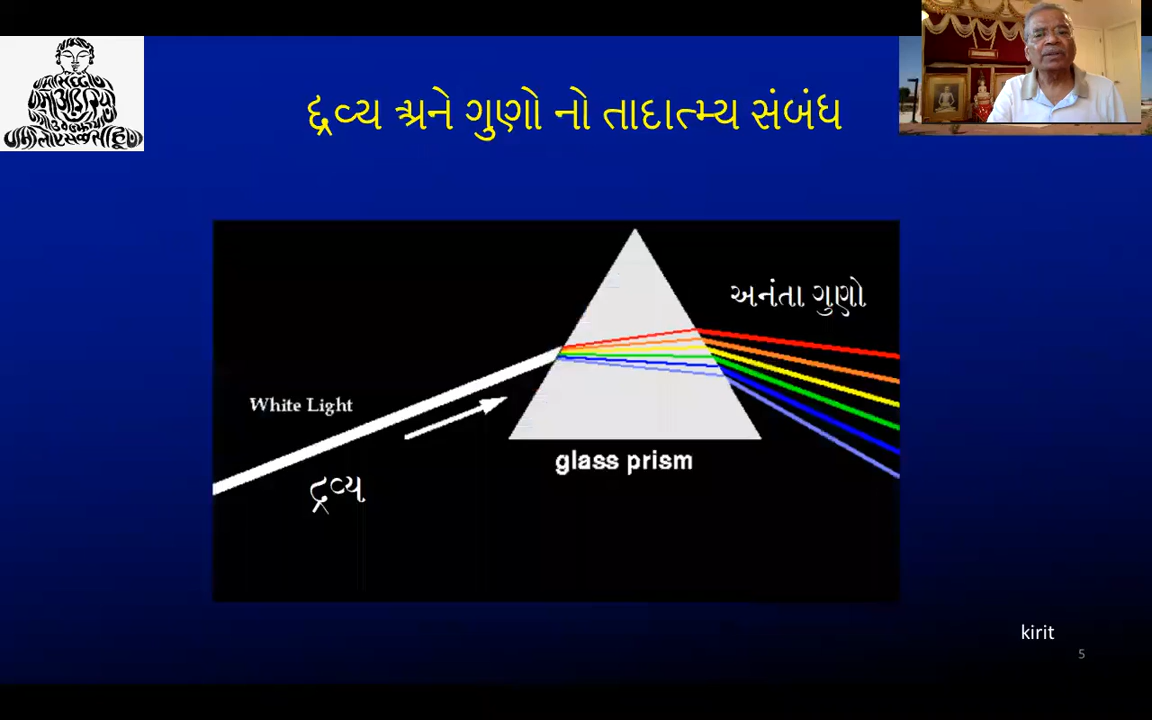 દ્રવ્ય અને ગુણો નો તાદાત્મ્ય સંબંધ
અનંતા ગુણો
White Light
glass prism
દ્રવ્ય
kirit
5